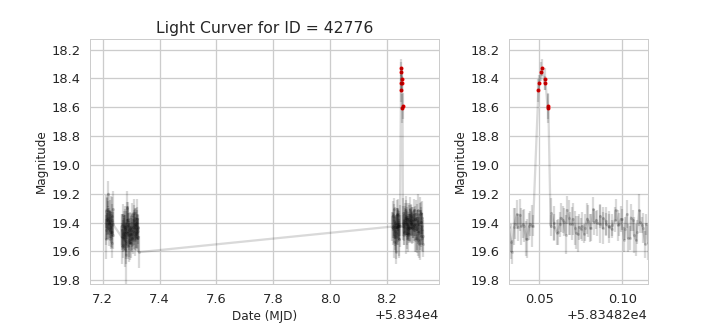 Light Curver for ID = 42776
18.2
18.4
18.6
18.8
19.0
19.2
19.4
19.6
19.8
Magnitude
7.2 7.4 7.6 7.8 8.0 8.2
Date (MJD)
+5.834e4
18.2
18.4
18.6
18.8
19.0
19.2
19.4
19.6
19.8
Magnitude
0.05 0.10
+5.83482e4